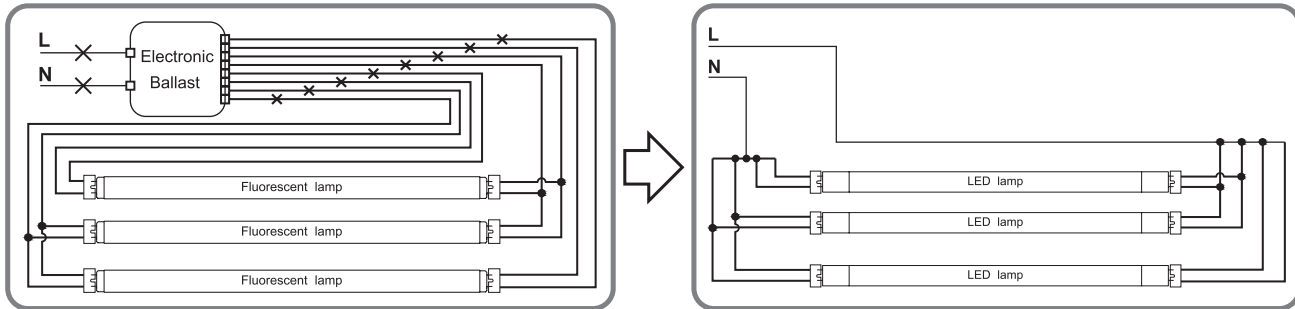 L
N
Electronic
Ballast
Fluorescent lamp
Fluorescent lamp
Fluorescent lamp
L
N
LED lamp
LED lamp
LED lamp